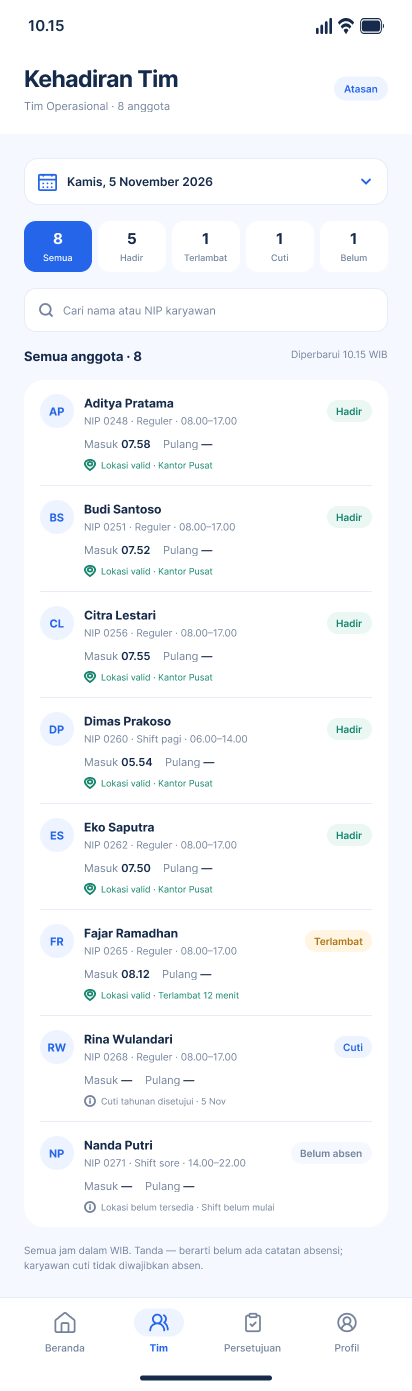 10.15
Kehadiran Tim
Tim Operasional · 8 anggota
Atasan
Kamis, 5 November 2026
8
Semua
5
Hadir
1
Terlambat
1
Cuti
1
Belum
Cari nama atau NIP karyawan
Semua anggota · 8
Diperbarui 10.15 WIB
AP
Aditya Pratama
NIP 0248 · Reguler · 08.00–17.00
Masuk 07.58 Pulang —
Lokasi valid · Kantor Pusat
Hadir
BS
Budi Santoso
NIP 0251 · Reguler · 08.00–17.00
Masuk 07.52 Pulang —
Lokasi valid · Kantor Pusat
Hadir
CL
Citra Lestari
NIP 0256 · Reguler · 08.00–17.00
Masuk 07.55 Pulang —
Lokasi valid · Kantor Pusat
Hadir
DP
Dimas Prakoso
NIP 0260 · Shift pagi · 06.00–14.00
Masuk 05.54 Pulang —
Lokasi valid · Kantor Pusat
Hadir
ES
Eko Saputra
NIP 0262 · Reguler · 08.00–17.00
Masuk 07.50 Pulang —
Lokasi valid · Kantor Pusat
Hadir
FR
Fajar Ramadhan
NIP 0265 · Reguler · 08.00–17.00
Masuk 08.12 Pulang —
Lokasi valid · Terlambat 12 menit
Terlambat
RW
Rina Wulandari
NIP 0268 · Reguler · 08.00–17.00
Masuk — Pulang —
Cuti tahunan disetujui · 5 Nov
Cuti
NP
Nanda Putri
NIP 0271 · Shift sore · 14.00–22.00
Masuk — Pulang —
Lokasi belum tersedia · Shift belum mulai
Belum absen
Semua jam dalam WIB. Tanda — berarti belum ada catatan absensi;
karyawan cuti tidak diwajibkan absen.
Beranda
Tim
Persetujuan
Profil